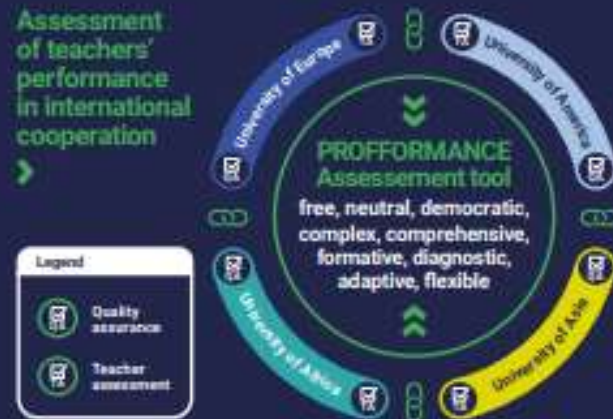 Assessment
of teachers'
performance
in international
cooperation
University of Europe
University of America
PROFFORMANCE
Assessement tool
free, neutral, democratic,
complex, comprehensive,
formative, diagnostic,
adaptive, flexible
University of Africa
University of Asia
Legend
Quality
assurance
Teacher
assessment